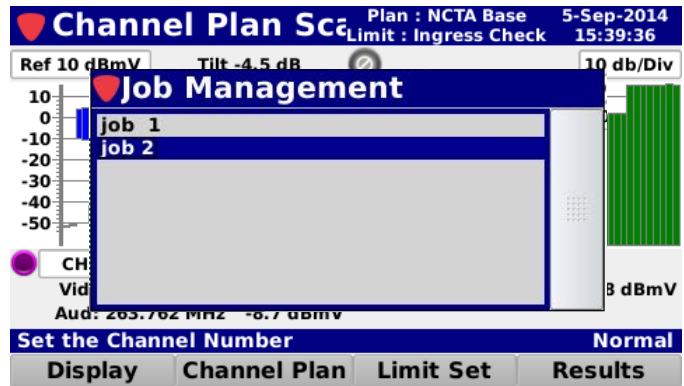 Channel Plan Sca
Plan : NCTA Base
Limit : Ingress Check
5-Sep-2014
15:39:36
Ref 10 dBmV
Tilt -4.5 dB
10 db/Div
Job Management
job 1
job 2
10
0
-10
-20
-30
-40
-50
CH
Vid
8 dBmV
Aud: 263.762 MHz -8.7 dBmV
Set the Channel Number
Normal
Display
Channel Plan
Limit Set
Results